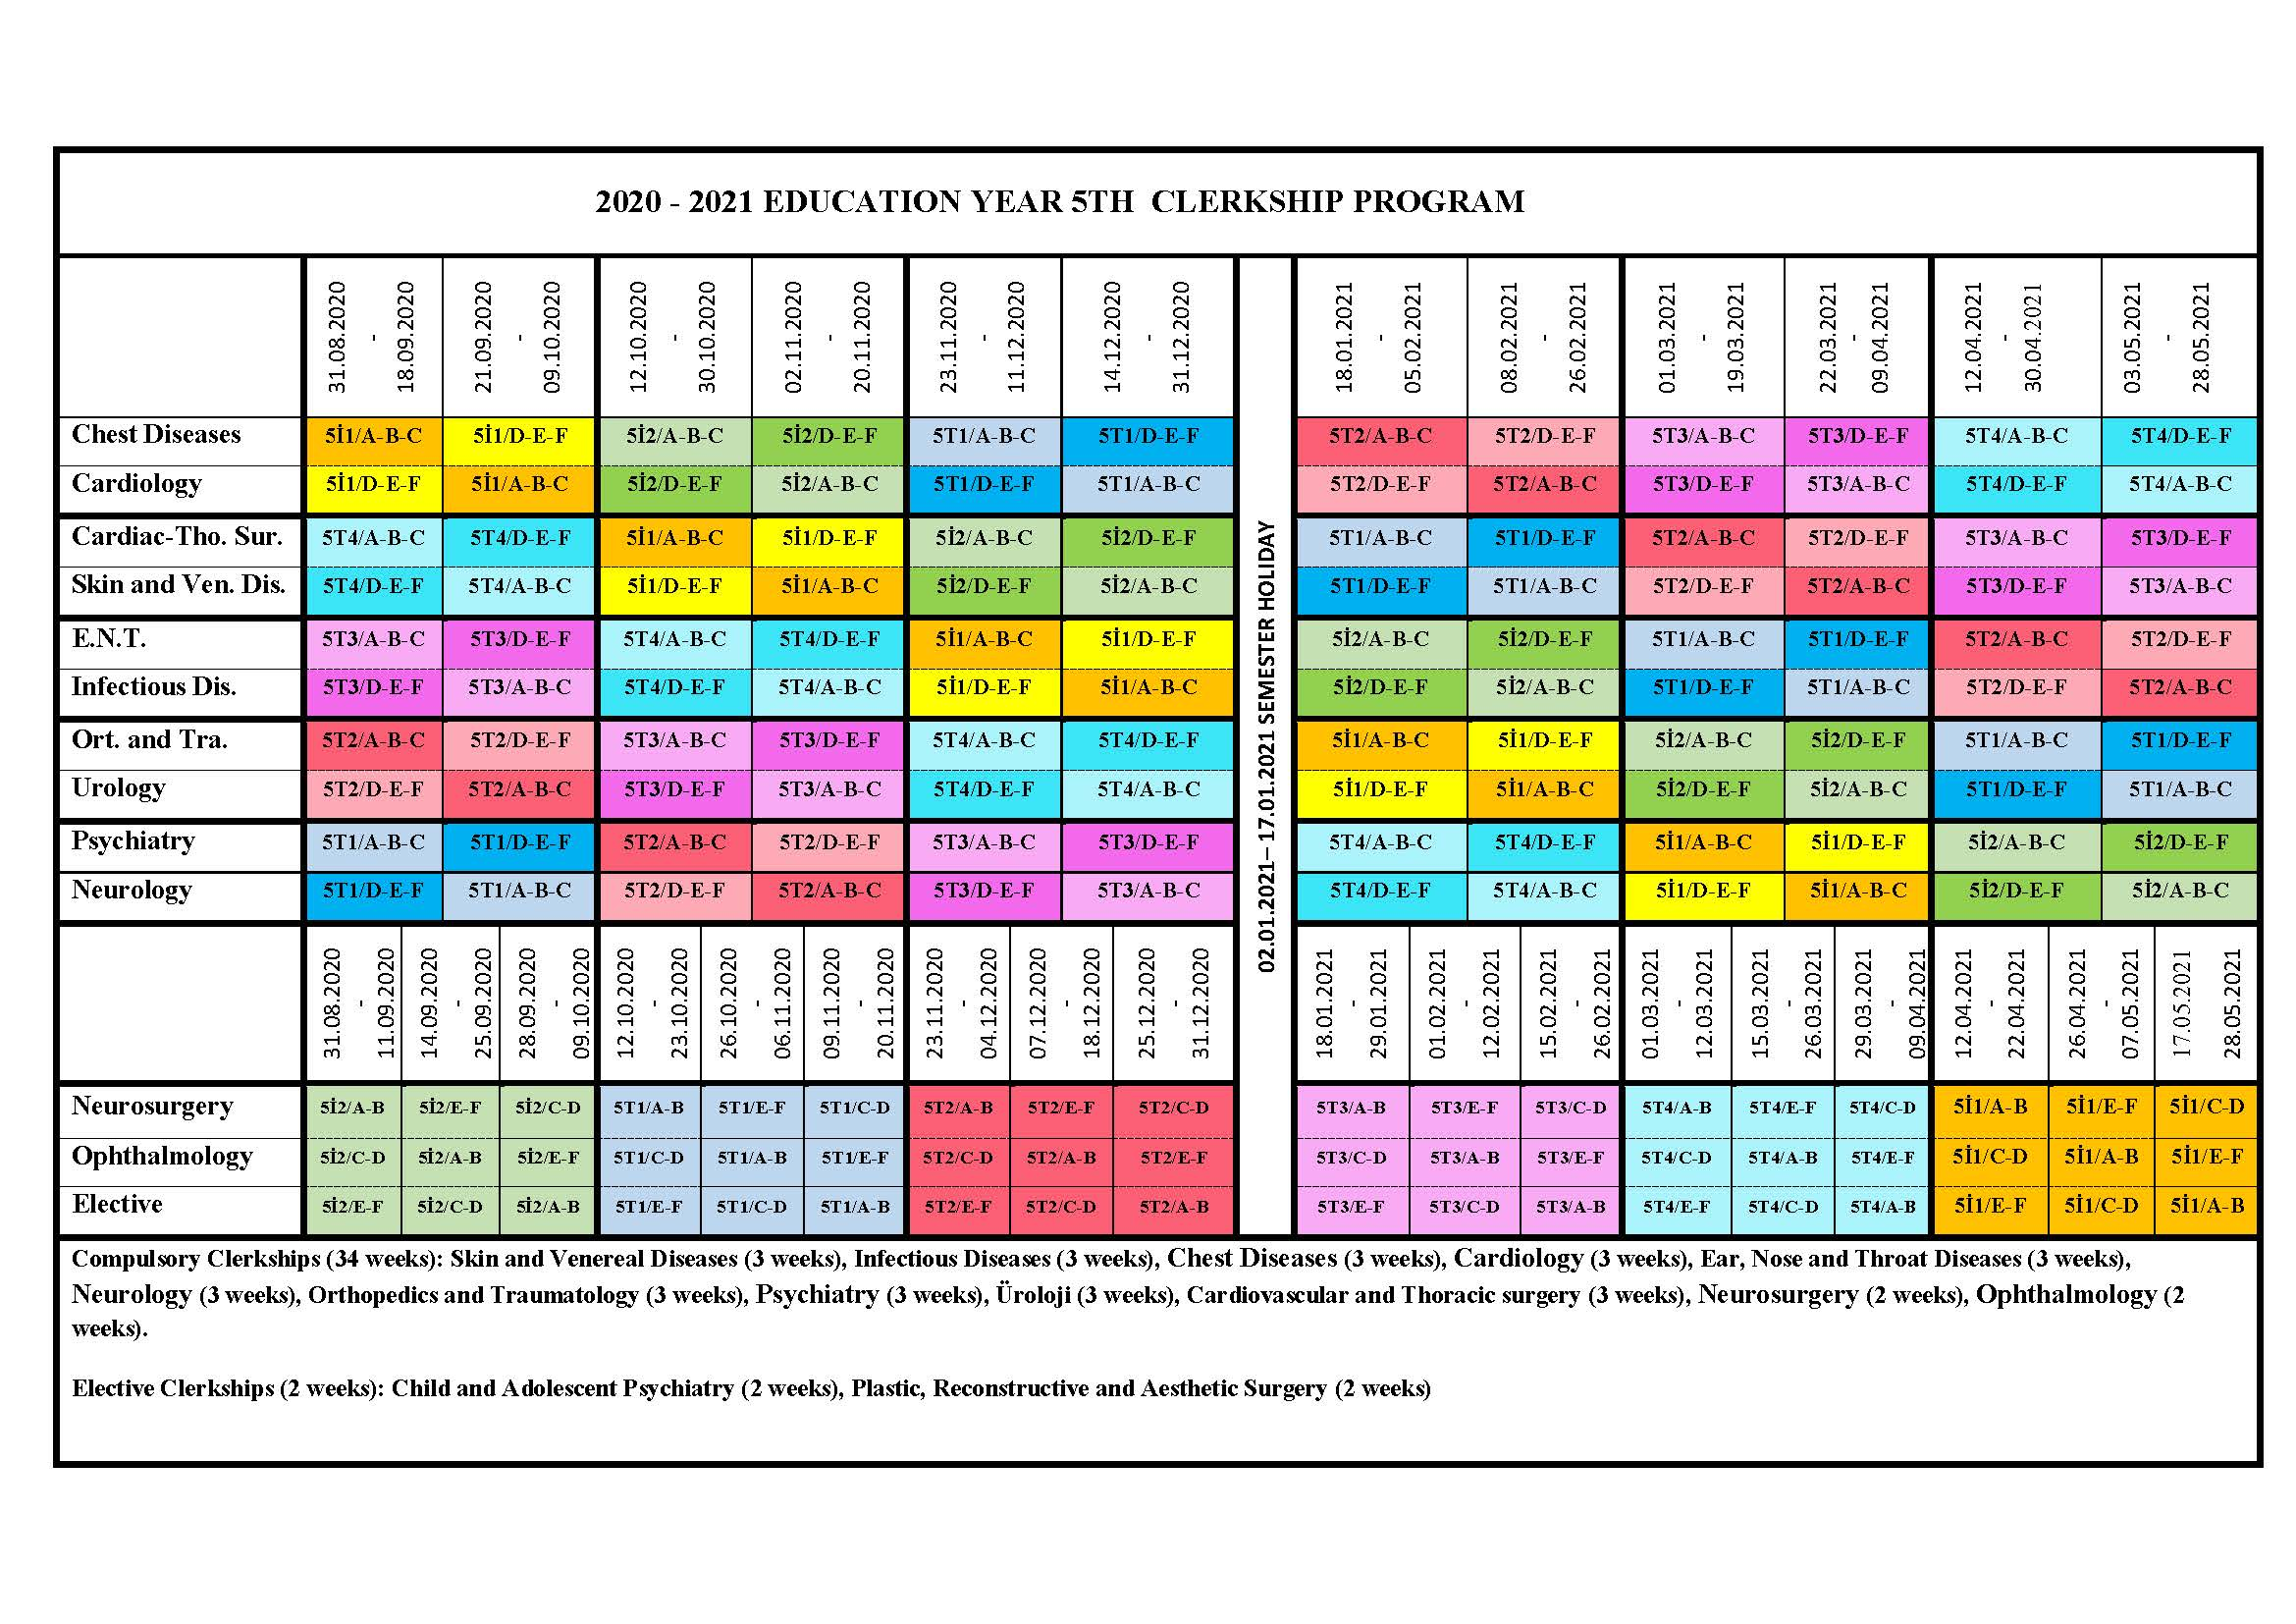 2020 - 2021 EDUCATION YEAR 5TH CLERKSHIP PROGRAM
31.08.2020 - 18.09.2020 21.09.2020 - 09.10.2020 12.10.2020 - 30.10.2020 02.11.2020 - 20.11.2020 23.11.2020 - 11.12.2020 14.12.2020 - 31.12.2020 18.01.2021 - 05.02.2021 08.02.2021 - 26.02.2021 01.03.2021 - 19.03.2021 22.03.2021 - 09.04.2021 12.04.2021 - 30.04.2021 03.05.2021 - 28.05.2021
02.01.2021– 17.01.2021 SEMESTER HOLIDAY
Chest Diseases 5İ1/A-B-C 5İ1/D-E-F 5İ2/A-B-C 5İ2/D-E-F 5T1/A-B-C 5T1/D-E-F 5T2/A-B-C 5T2/D-E-F 5T3/A-B-C 5T3/D-E-F 5T4/A-B-C 5T4/D-E-F
Cardiology 5İ1/D-E-F 5İ1/A-B-C 5İ2/D-E-F 5İ2/A-B-C 5T1/D-E-F 5T1/A-B-C 5T2/D-E-F 5T2/A-B-C 5T3/D-E-F 5T3/A-B-C 5T4/D-E-F 5T4/A-B-C
Cardiac-Tho. Sur. 5T4/A-B-C 5T4/D-E-F 5İ1/A-B-C 5İ1/D-E-F 5İ2/A-B-C 5İ2/D-E-F 5T1/A-B-C 5T1/D-E-F 5T2/A-B-C 5T2/D-E-F 5T3/A-B-C 5T3/D-E-F
Skin and Ven. Dis. 5T4/D-E-F 5T4/A-B-C 5İ1/D-E-F 5İ1/A-B-C 5İ2/D-E-F 5İ2/A-B-C 5T1/D-E-F 5T1/A-B-C 5T2/D-E-F 5T2/A-B-C 5T3/D-E-F 5T3/A-B-C
E.N.T. 5T3/A-B-C 5T3/D-E-F 5T4/A-B-C 5T4/D-E-F 5İ1/A-B-C 5İ1/D-E-F 5İ2/A-B-C 5İ2/D-E-F 5T1/A-B-C 5T1/D-E-F 5T2/A-B-C 5T2/D-E-F
Infectious Dis. 5T3/D-E-F 5T3/A-B-C 5T4/D-E-F 5T4/A-B-C 5İ1/D-E-F 5İ1/A-B-C 5İ2/D-E-F 5İ2/A-B-C 5T1/D-E-F 5T1/A-B-C 5T2/D-E-F 5T2/A-B-C
Ort. and Tra. 5T2/A-B-C 5T2/D-E-F 5T3/A-B-C 5T3/D-E-F 5T4/A-B-C 5T4/D-E-F 5İ1/A-B-C 5İ1/D-E-F 5İ2/A-B-C 5İ2/D-E-F 5T1/A-B-C 5T1/D-E-F
Urology 5T2/D-E-F 5T2/A-B-C 5T3/D-E-F 5T3/A-B-C 5T4/D-E-F 5T4/A-B-C 5İ1/D-E-F 5İ1/A-B-C 5İ2/D-E-F 5İ2/A-B-C 5T1/D-E-F 5T1/A-B-C
Psychiatry 5T1/A-B-C 5T1/D-E-F 5T2/A-B-C 5T2/D-E-F 5T3/A-B-C 5T3/D-E-F 5T4/A-B-C 5T4/D-E-F 5İ1/A-B-C 5İ1/D-E-F 5İ2/A-B-C 5İ2/D-E-F
Neurology 5T1/D-E-F 5T1/A-B-C 5T2/D-E-F 5T2/A-B-C 5T3/D-E-F 5T3/A-B-C 5T4/D-E-F 5T4/A-B-C 5İ1/D-E-F 5İ1/A-B-C 5İ2/D-E-F 5İ2/A-B-C
31.08.2020 - 11.09.2020 14.09.2020 - 25.09.2020 28.09.2020 - 09.10.2020 12.10.2020 - 23.10.2020 26.10.2020 - 06.11.2020 09.11.2020 - 20.11.2020 23.11.2020 - 04.12.2020 07.12.2020 - 18.12.2020 25.12.2020 - 31.12.2020 18.01.2021 - 29.01.2021 01.02.2021 - 12.02.2021 15.02.2021 - 26.02.2021 01.03.2021 - 12.03.2021 15.03.2021 - 26.03.2021 29.03.2021 - 09.04.2021 12.04.2021 - 22.04.2021 26.04.2021 - 07.05.2021 17.05.2021 28.05.2021
Neurosurgery 5İ2/A-B 5İ2/E-F 5İ2/C-D 5T1/A-B 5T1/E-F 5T1/C-D 5T2/A-B 5T2/E-F 5T2/C-D 5T3/A-B 5T3/E-F 5T3/C-D 5T4/A-B 5T4/E-F 5T4/C-D 5İ1/A-B 5İ1/E-F 5İ1/C-D
Ophthalmology 5İ2/C-D 5İ2/A-B 5İ2/E-F 5T1/C-D 5T1/A-B 5T1/E-F 5T2/C-D 5T2/A-B 5T2/E-F 5T3/C-D 5T3/A-B 5T3/E-F 5T4/C-D 5T4/A-B 5T4/E-F 5İ1/C-D 5İ1/A-B 5İ1/E-F
Elective 5İ2/E-F 5İ2/C-D 5İ2/A-B 5T1/E-F 5T1/C-D 5T1/A-B 5T2/E-F 5T2/C-D 5T2/A-B 5T3/E-F 5T3/C-D 5T3/A-B 5T4/E-F 5T4/C-D 5T4/A-B 5İ1/E-F 5İ1/C-D 5İ1/A-B
Compulsory Clerkships (34 weeks): Skin and Venereal Diseases (3 weeks), Infectious Diseases (3 weeks), Chest Diseases (3 weeks), Cardiology (3 weeks), Ear, Nose and Throat Diseases (3 weeks),
Neurology (3 weeks), Orthopedics and Traumatology (3 weeks), Psychiatry (3 weeks), Üroloji (3 weeks), Cardiovascular and Thoracic surgery (3 weeks), Neurosurgery (2 weeks), Ophthalmology (2
weeks).
Elective Clerkships (2 weeks): Child and Adolescent Psychiatry (2 weeks), Plastic, Reconstructive and Aesthetic Surgery (2 weeks)